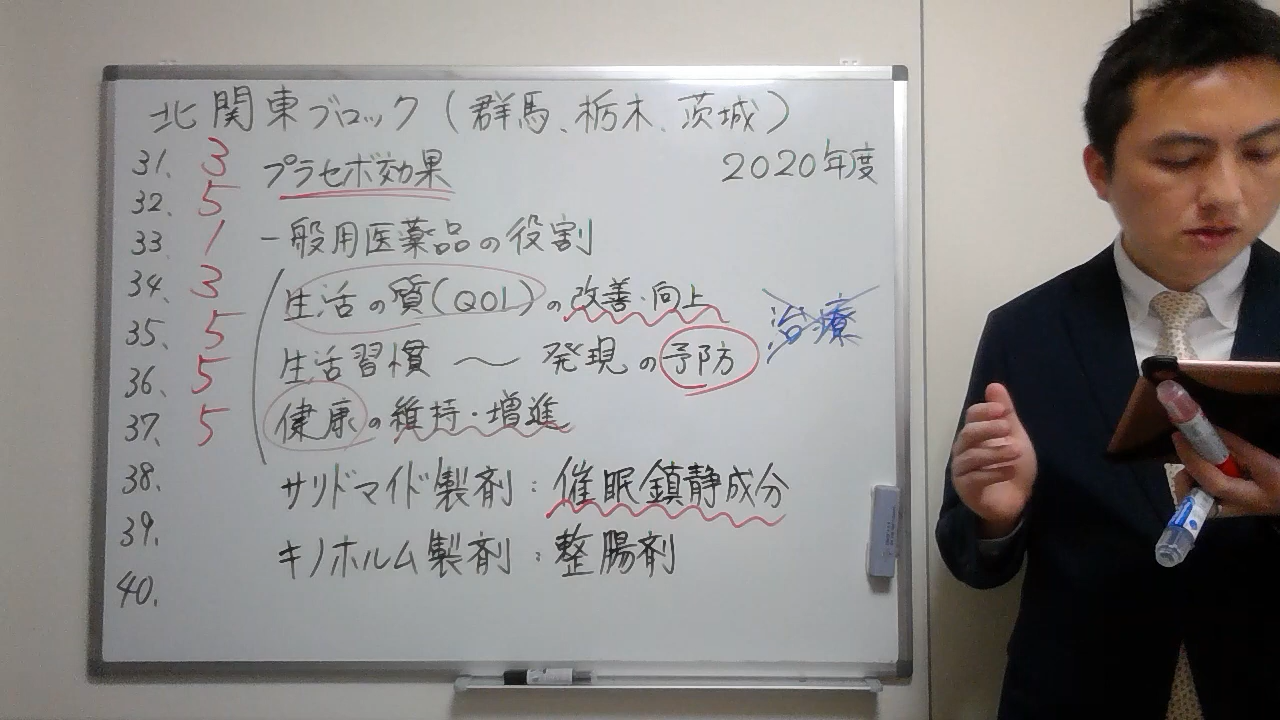 北関東ブロック(群馬、栃木、茨城)
2020年度
31. 3 プラセボ効果
32. 5
33. 1 一般用医薬品の役割
34. 3 生活の質(QOL)の改善・向上
治療
35. 5
生活習慣 〜 発現の予防
36. 5
37. 5 健康の維持・増進
38. サリドマイド製剤:催眠鎮静成分
39.
キノホルム製剤:整腸剤
40.